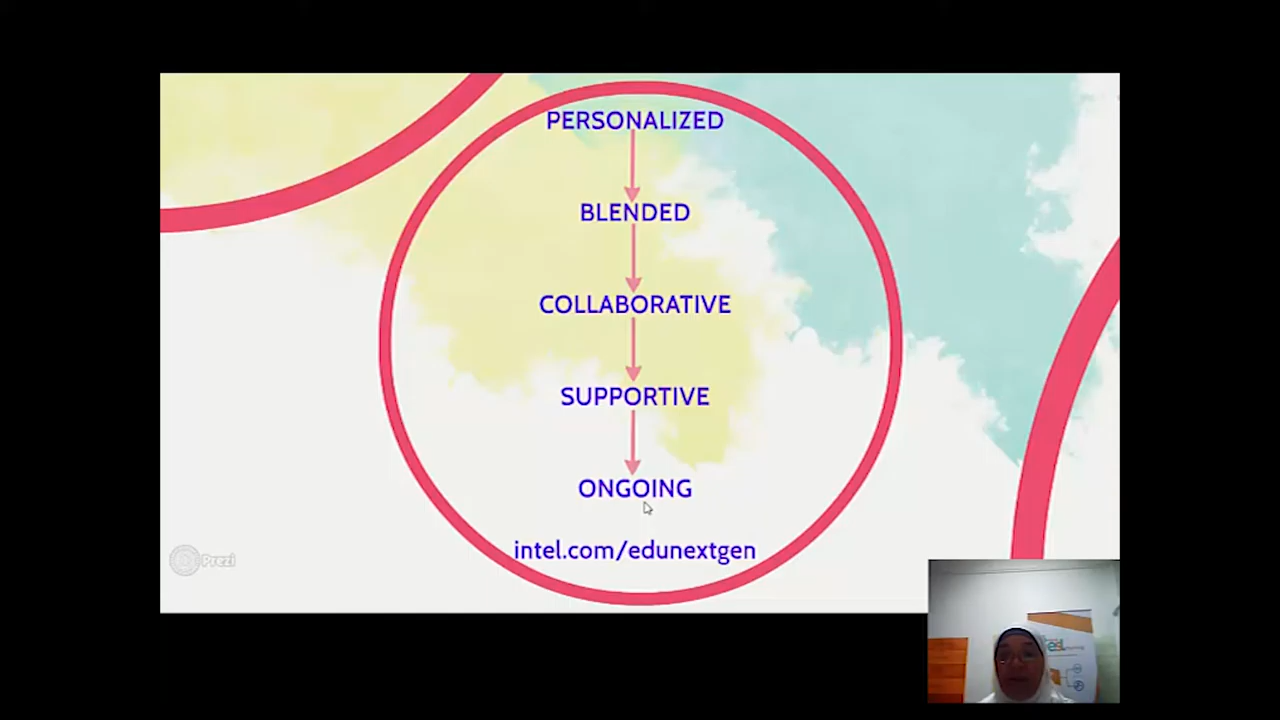 PERSONALIZED
BLENDED
COLLABORATIVE
SUPPORTIVE
ONGOING
intel.com/edunextgen
Prezi